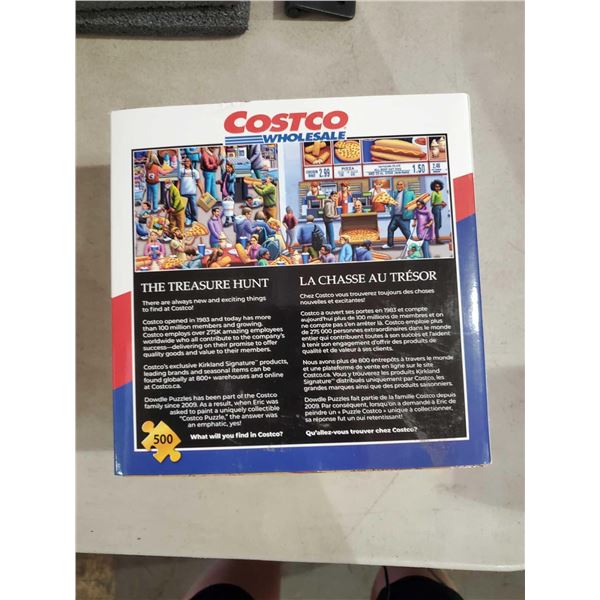 COSTCO
WHOLESALE
2.99
PIZZA
1.50
THE TREASURE HUNT
There are always new and exciting things
to find at Costco!
Costco opened in 1983 and today has more
than 100 million members and growing.
Costco employs over 275K amazing employees
worldwide who all contribute to the company's
success—delivering on their promise to offer
quality goods and value to their members.
Costco's exclusive Kirkland Signature™ products,
leading brands and seasonal items can be
found globally at 800+ warehouses and online
at Costco.ca.
Dowdle Puzzles has been part of the Costco
family since 2009. As a result, when Eric was
asked to paint a uniquely collectible
"Costco Puzzle," the answer was
an emphatic, yes!
What will you find in Costco?
500
LA CHASSE AU TRÉSOR
Chez Costco vous trouverez toujours des choses
nouvelles et excitantes!
Costco a ouvert ses portes en 1983 et compte
aujourd'hui plus de 100 millions de membres et on
ne compte pas s'en arrêter là. Costco emploie plus
de 275 000 personnes extraordinaires dans le monde
entier qui contribuent toutes à son succès et l'aident
à tenir son engagement d'offrir des produits de
qualité et de valeur à ses clients.
Nous avons plus de 800 entrepôts à travers le monde
et une plateforme de vente en ligne sur le site
Costco.ca. Vous y trouverez les produits Kirkland
Signature™ distribués uniquement par Costco, les
grandes marques ainsi que des produits saisonniers.
Dowdle Puzzles fait partie de la famille Costco depuis
2009. Par conséquent, lorsqu'on a demandé à Eric de
peindre un « Puzzle Costco » unique à collectionner,
sa réponse fut un oui retentissant!
Qu'allez-vous trouver chez Costco?